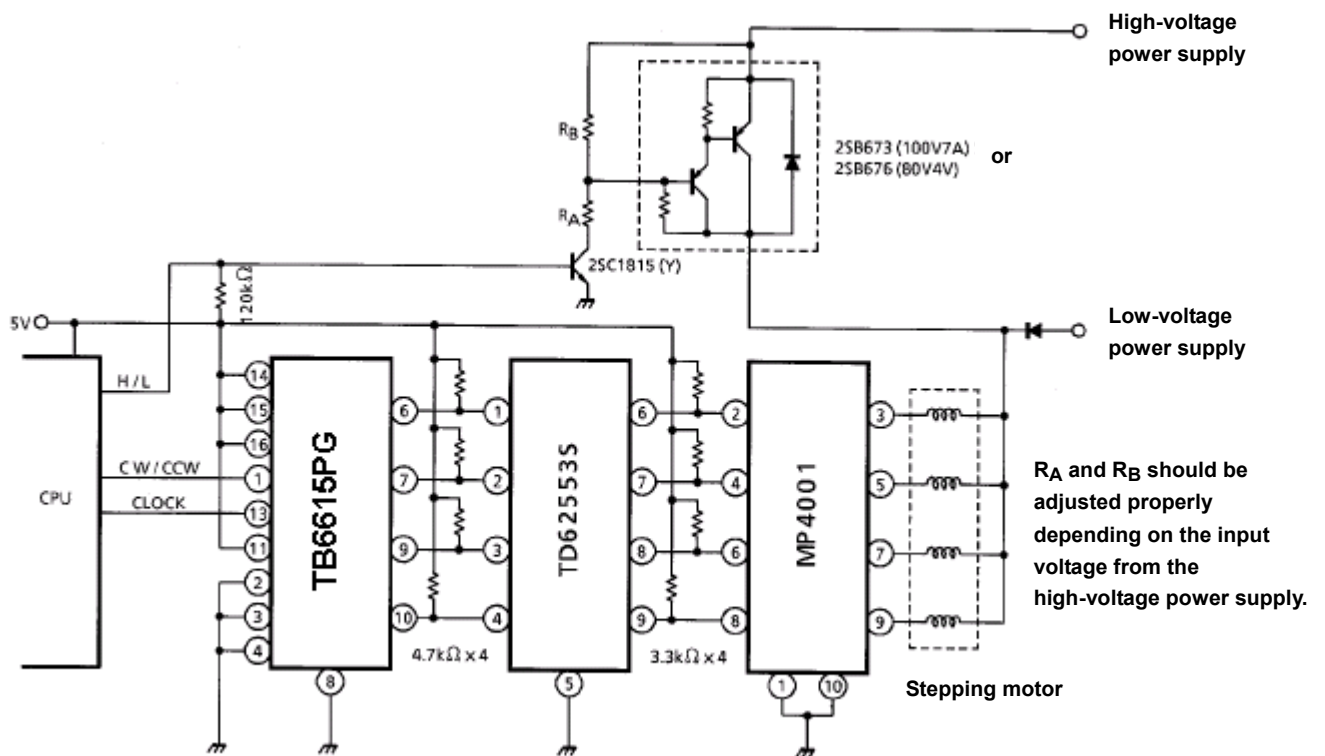 High-voltage
power supply
RB
2SB673 (100V7A) or
2SB676 (80V4V)
RA
2SC1815 (Y)
120kΩ
5V
Low-voltage
power supply
H / L
14
15
16
1
13
11
2
3
4
CW / CCW
CPU
CLOCK
TB6615PG
6
7
9
10
8
4.7kΩ x 4
1
2
3
4
TD62553S
6
7
8
9
5
3.3kΩ x 4
2
4
6
8
MP4001
3
5
7
9
1
10
RA and RB should be
adjusted properly
depending on the input
voltage from the
high-voltage power supply.
Stepping motor